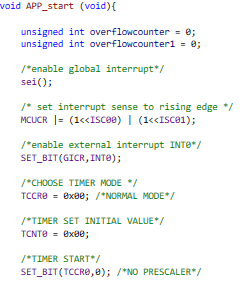 void APP_start (void){
unsigned int overflowcounter = 0;
unsigned int overflowcounter1 = 0;
/*enable global interrupt*/
sei();
/* set interrupt sense to rising edge */
MCUCR |= (1<<ISC00) | (1<<ISC01);
/*enable external interrupt INT0*/
SET_BIT(GICR,INT0);
/*CHOOSE TIMER MODE */
TCCR0 = 0x00; /*NORMAL MODE*/
/*TIMER SET INITIAL VALUE*/
TCNT0 = 0x00;
/*TIMER START*/
SET_BIT(TCCR0,0); /*NO PRESCALER*/